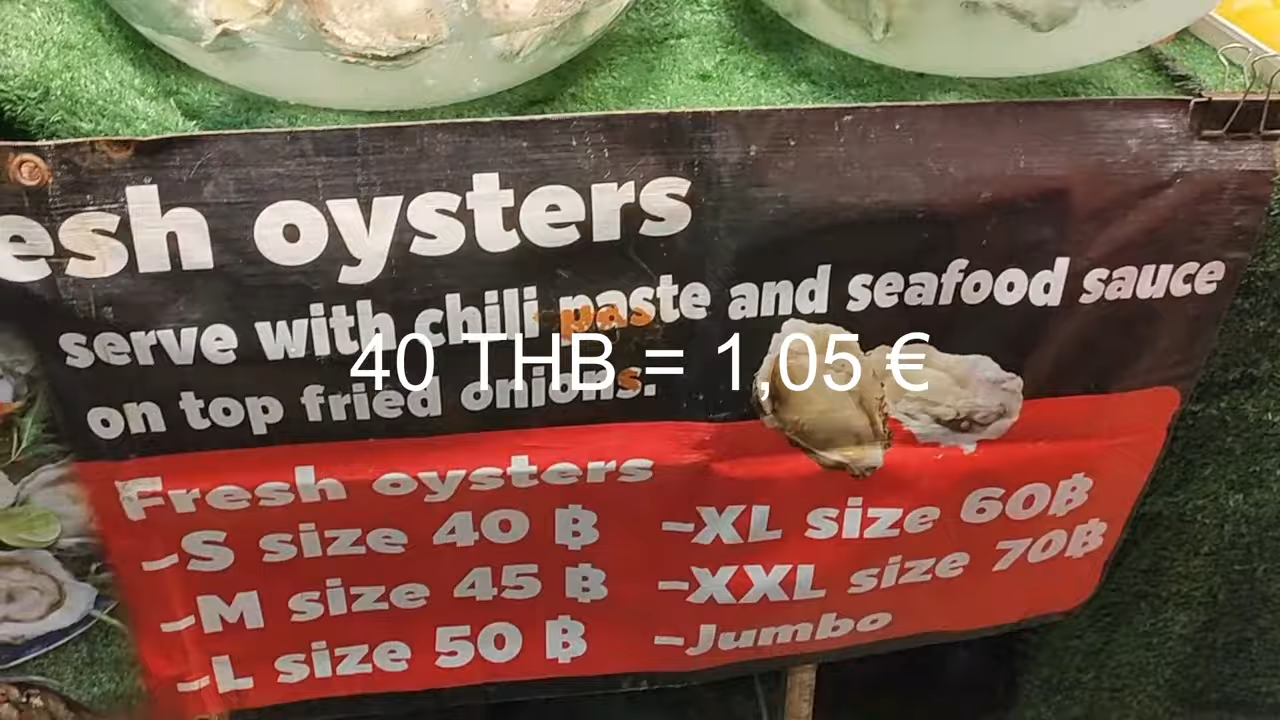 esh oysters
serve with chili paste and seafood sauce
on top fried onions.
40 THB = 1,05 €
Fresh oysters
-S size 40 ฿
-M size 45 ฿
-L size 50 ฿
-XL size 60฿
-XXL size 70฿
-Jumbo